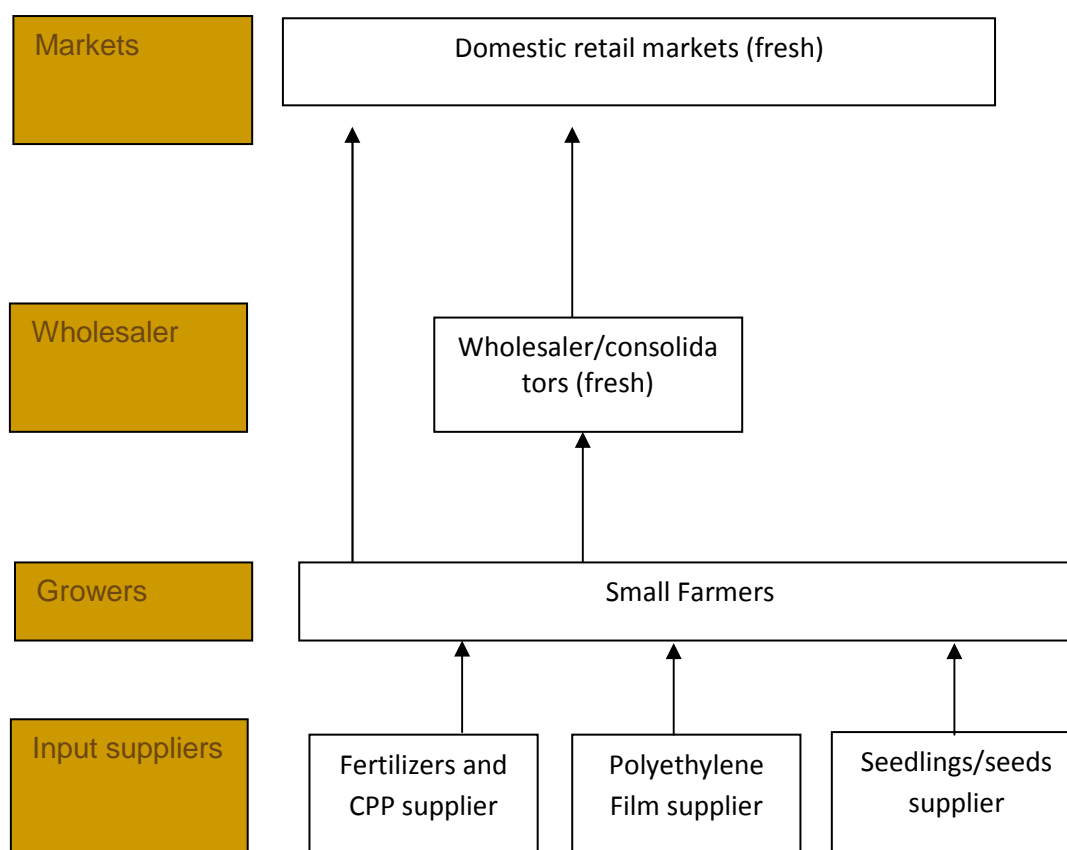 Markets
Domestic retail markets (fresh)
Wholesaler
Wholesaler/consolida
tors (fresh)
Growers
Small Farmers
Input suppliers
Fertilizers and
CPP supplier
Polyethylene
Film supplier
Seedlings/seeds
supplier